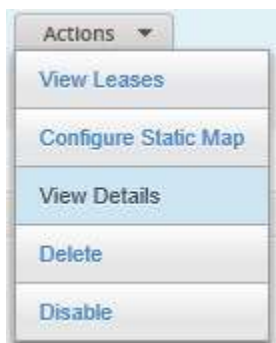 Actions
View Leases
Configure Static Map
View Details
Delete
Disable